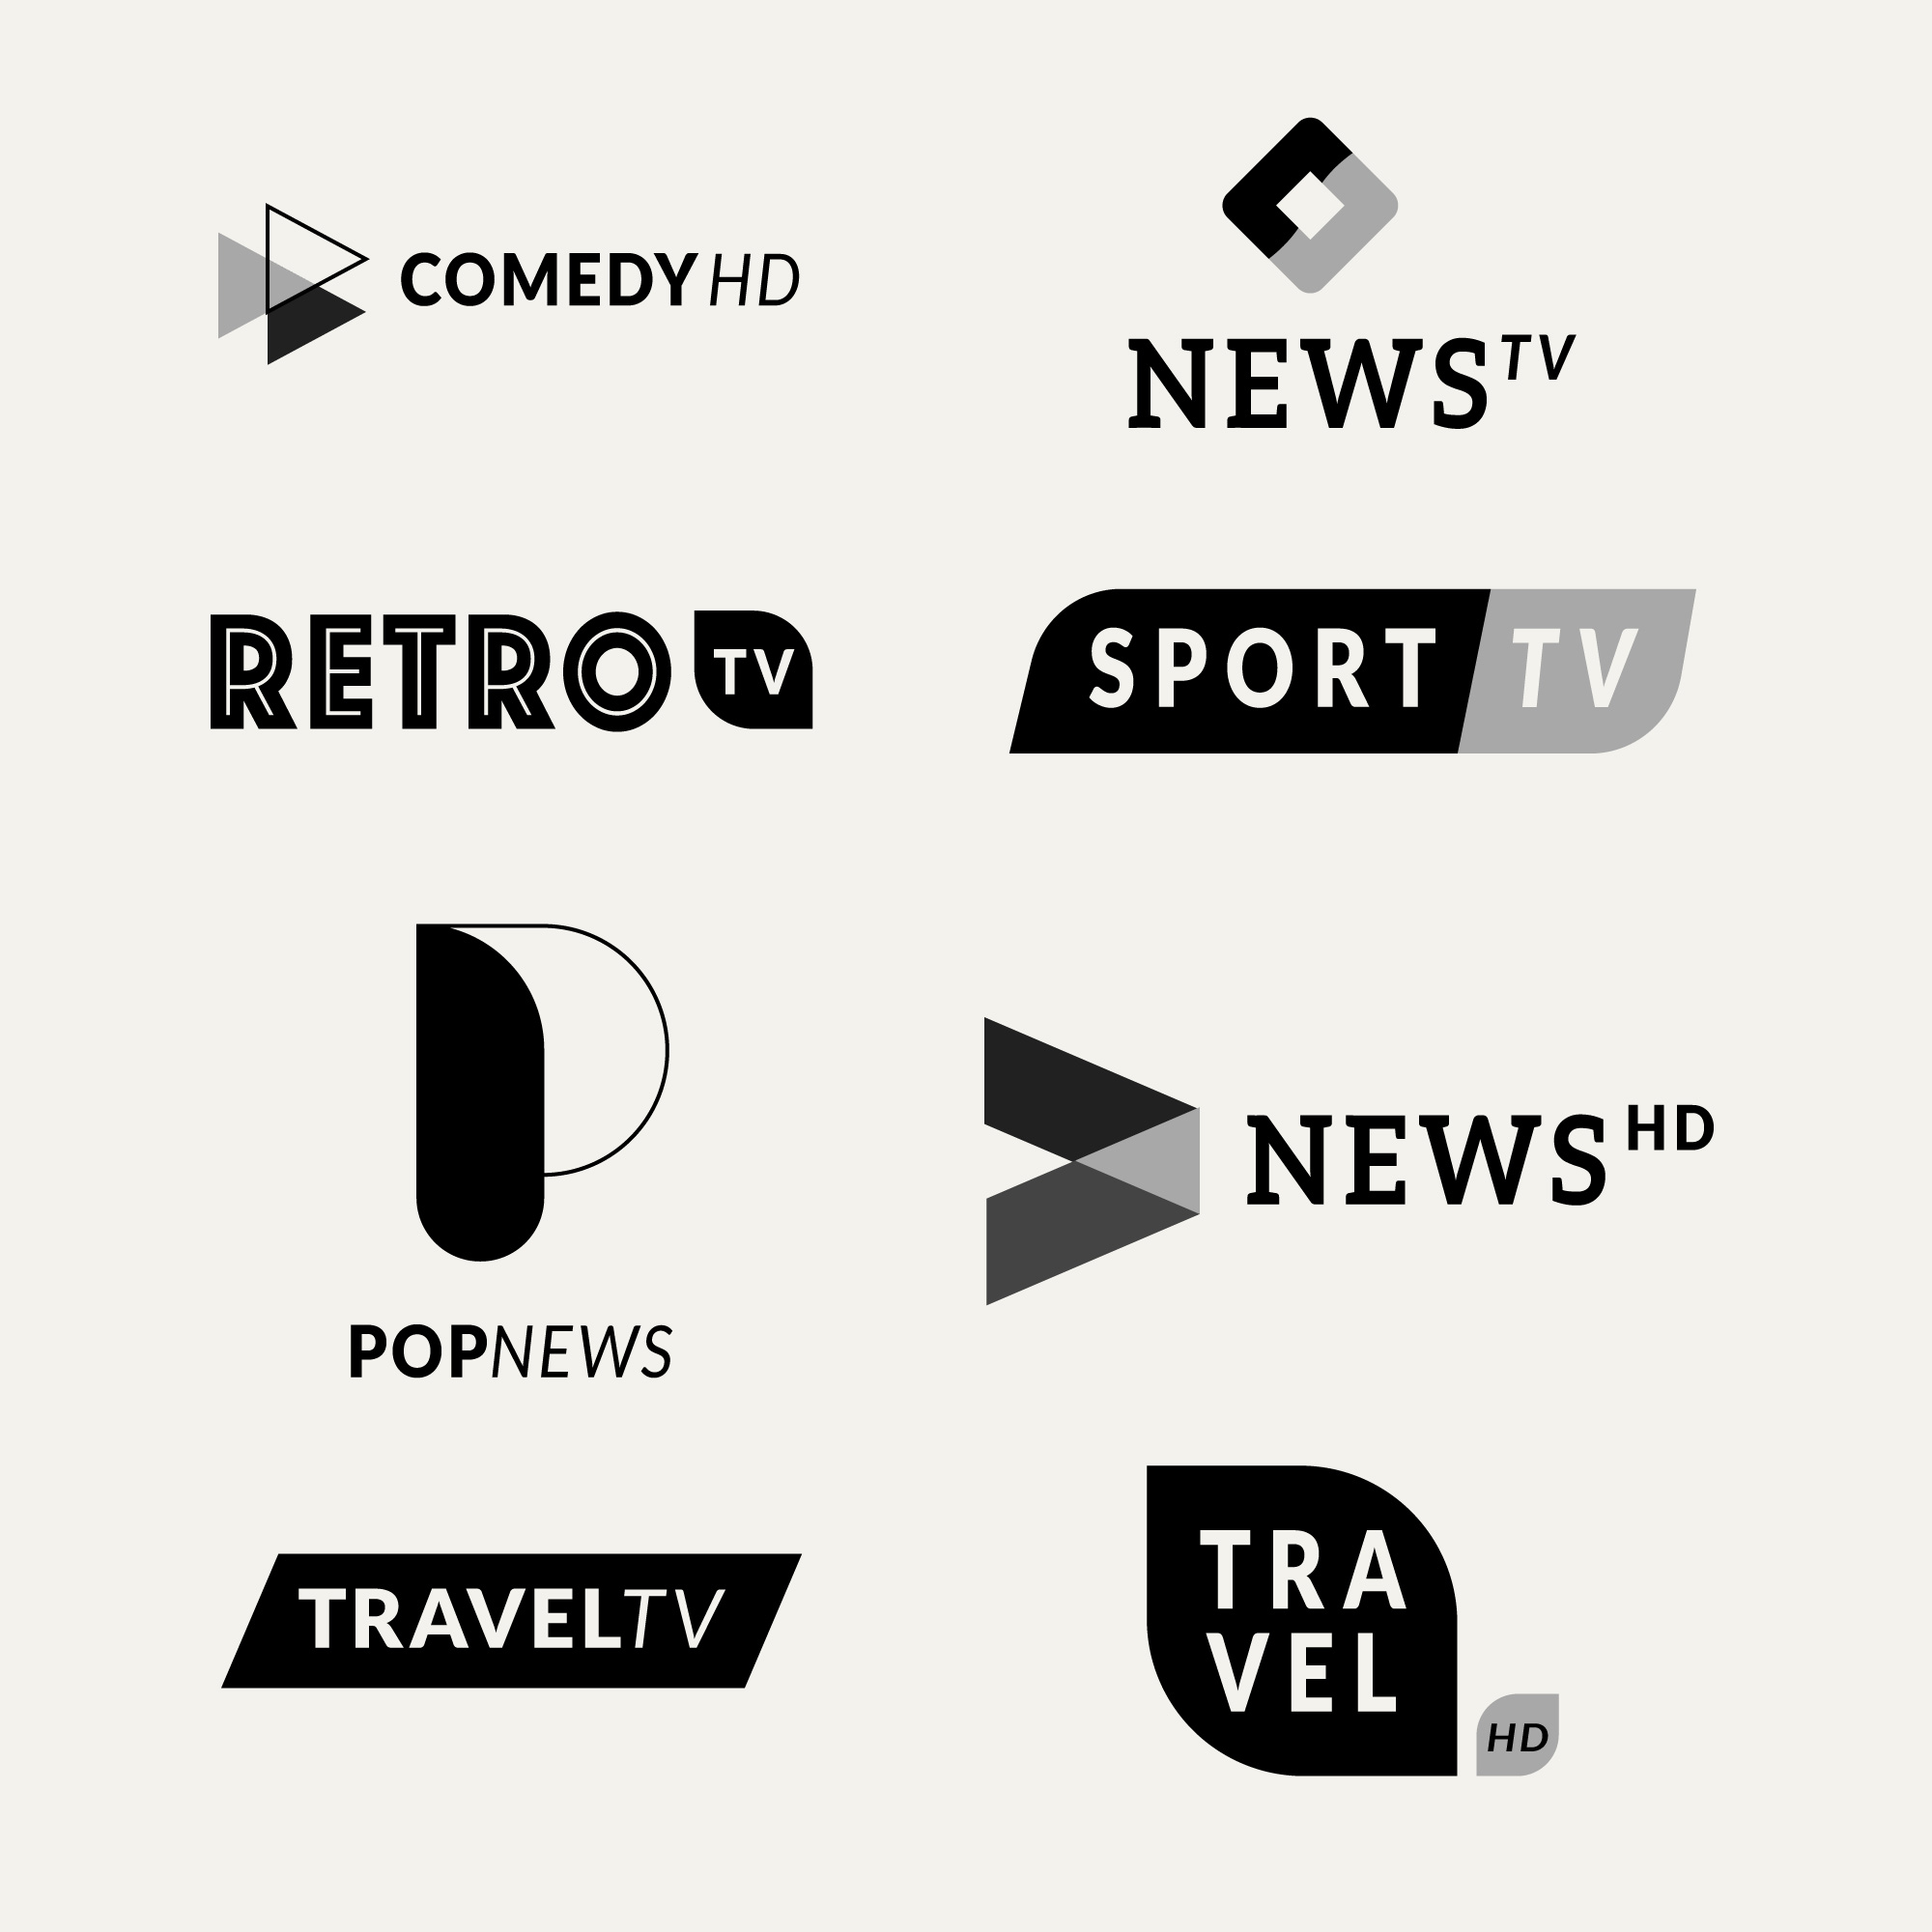 COMEDY HD
NEWS TV
RETRO TV
SPORT TV
POPNEWS
NEWS HD
TRAVELTV
TRA
VEL
HD